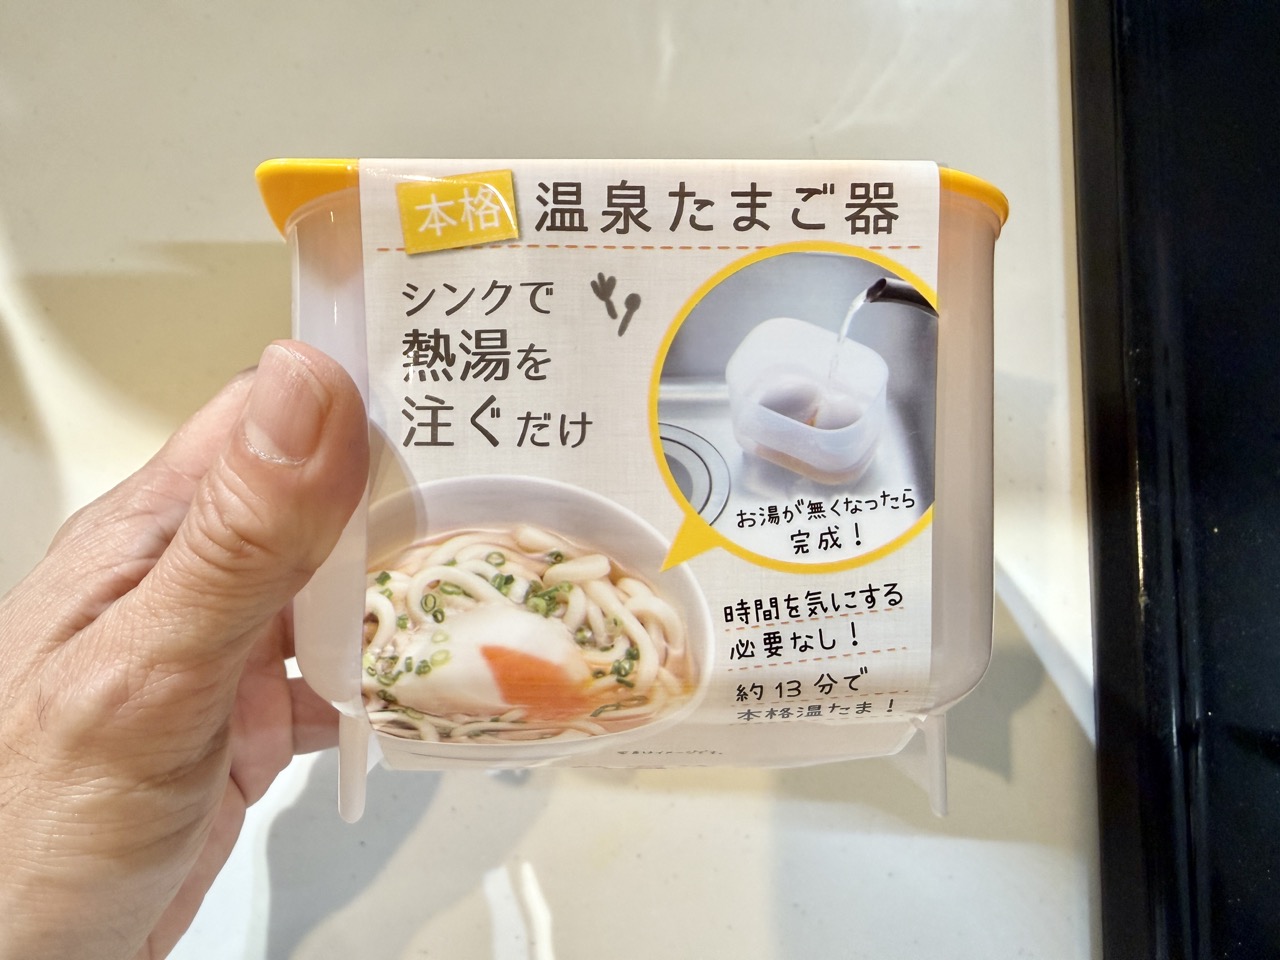 本格 温泉たまご器
シンクで
熱湯を
注ぐだけ
お湯が無くなったら
完成！
時間を気にする
必要なし！
約13分で
本格温たま！